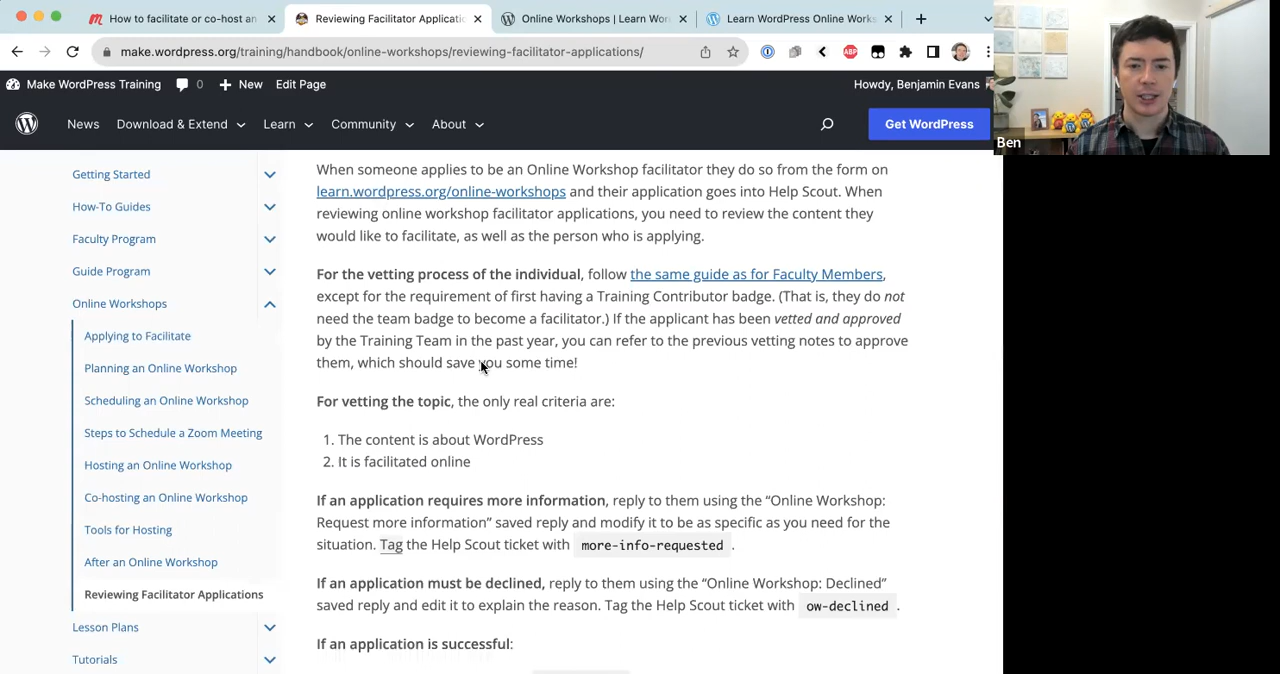 How to facilitate or co-host an
Reviewing Facilitator Applicatio
Online Workshops | Learn Wor
Learn WordPress Online Works
make.wordpress.org/training/handbook/online-workshops/reviewing-facilitator-applications/
ABP
Make WordPress Training
0
New
Edit Page
Howdy, Benjamin Evans
News
Download & Extend
Learn
Community
About
Get WordPress
Ben
Getting Started
How-To Guides
Faculty Program
Guide Program
Online Workshops
Applying to Facilitate
Planning an Online Workshop
Scheduling an Online Workshop
Steps to Schedule a Zoom Meeting
Hosting an Online Workshop
Co-hosting an Online Workshop
Tools for Hosting
After an Online Workshop
Reviewing Facilitator Applications
Lesson Plans
Tutorials
When someone applies to be an Online Workshop facilitator they do so from the form on
learn.wordpress.org/online-workshops and their application goes into Help Scout. When
reviewing online workshop facilitator applications, you need to review the content they
would like to facilitate, as well as the person who is applying.
For the vetting process of the individual, follow the same guide as for Faculty Members,
except for the requirement of first having a Training Contributor badge. (That is, they do not
need the team badge to become a facilitator.) If the applicant has been vetted and approved
by the Training Team in the past year, you can refer to the previous vetting notes to approve
them, which should save you some time!
For vetting the topic, the only real criteria are:
1. The content is about WordPress
2. It is facilitated online
If an application requires more information, reply to them using the “Online Workshop:
Request more information” saved reply and modify it to be as specific as you need for the
situation. Tag the Help Scout ticket with more-info-requested .
If an application must be declined, reply to them using the “Online Workshop: Declined”
saved reply and edit it to explain the reason. Tag the Help Scout ticket with ow-declined .
If an application is successful: